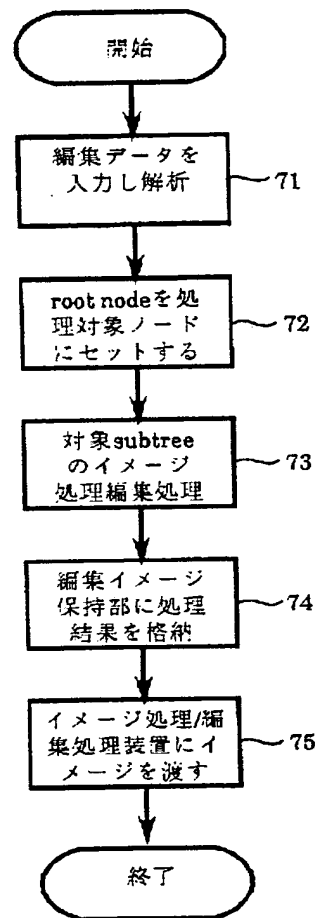 開始
編集データを
入力し解析
71
root nodeを処
理対象ノード
にセットする
72
対象subtree
のイメージ
処理編集処理
73
編集イメージ
保持部に処理
結果を格納
74
イメージ処理/編
集処理装置にイ
メージを渡す
75
終了